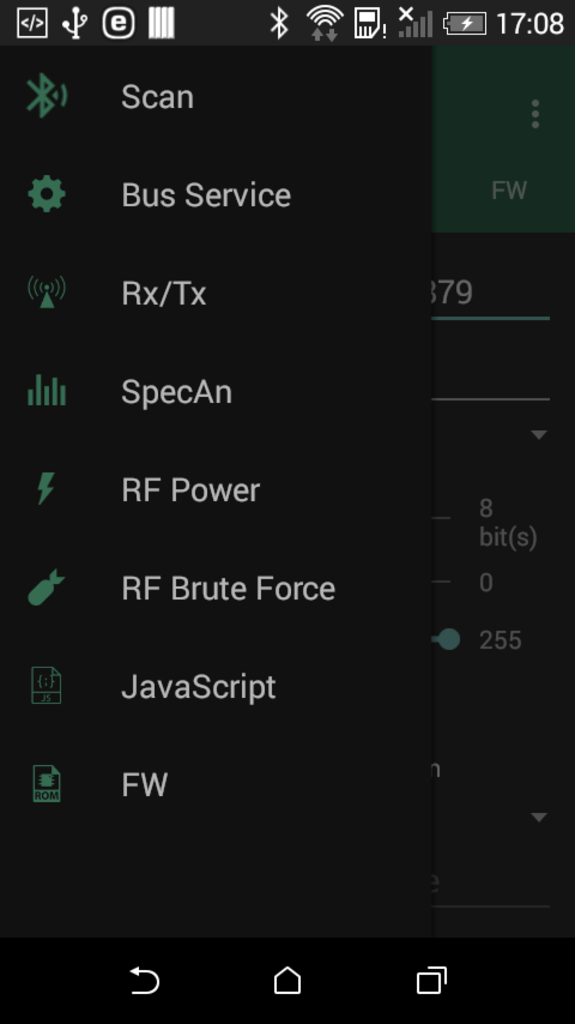 17:08
Scan
Bus Service
FW
Rx/Tx
379
SpecAn
RF Power
8
bit(s)
RF Brute Force
0
255
JavaScript
JS
FW
ROM